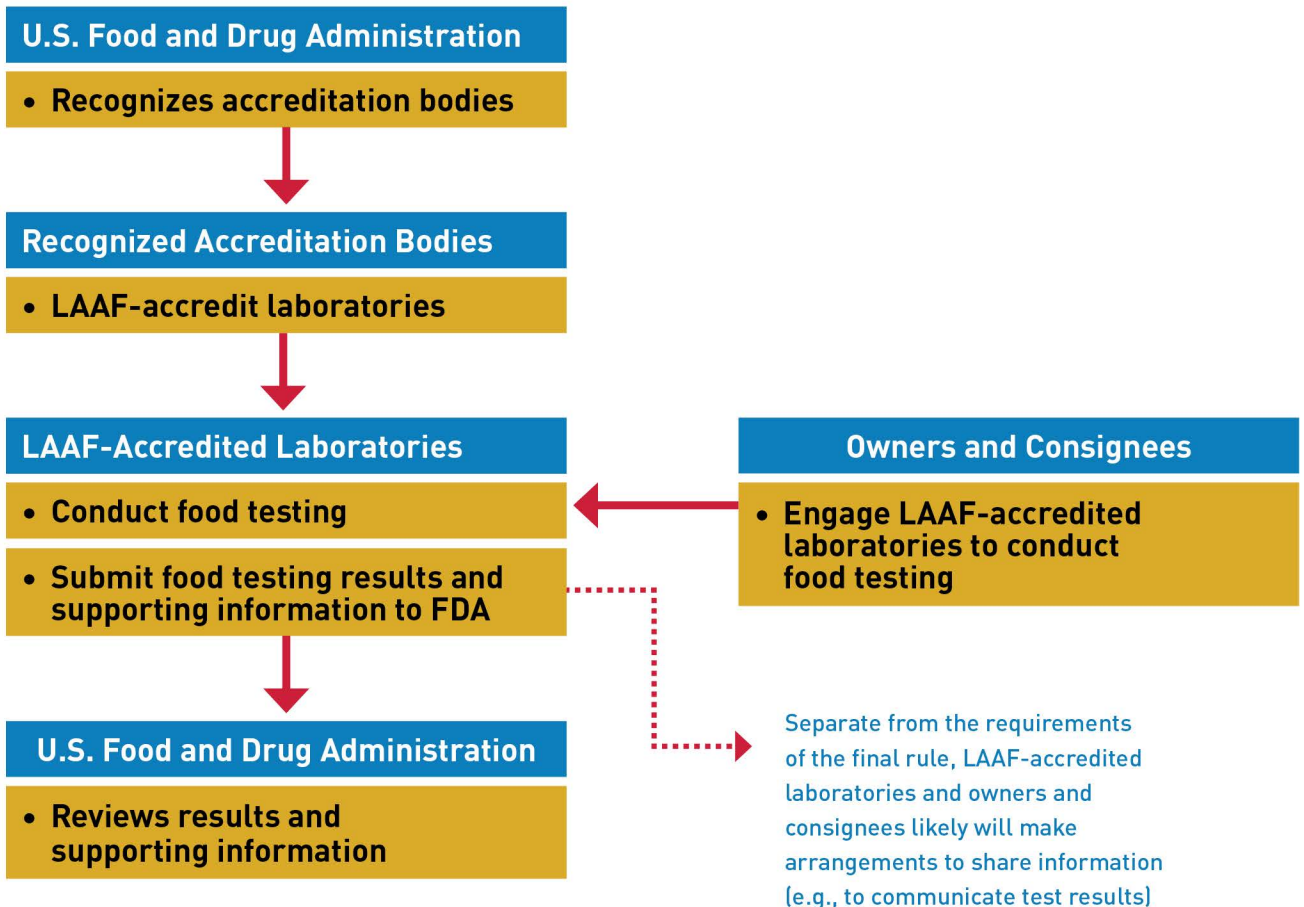 U.S. Food and Drug Administration
• Recognizes accreditation bodies
Recognized Accreditation Bodies
• LAAF-accredit laboratories
LAAF-Accredited Laboratories
• Conduct food testing
• Submit food testing results and
supporting information to FDA
Owners and Consignees
• Engage LAAF-accredited
laboratories to conduct
food testing
U.S. Food and Drug Administration
• Reviews results and
supporting information
Separate from the requirements
of the final rule, LAAF-accredited
laboratories and owners and
consignees likely will make
arrangements to share information
(e.g., to communicate test results)